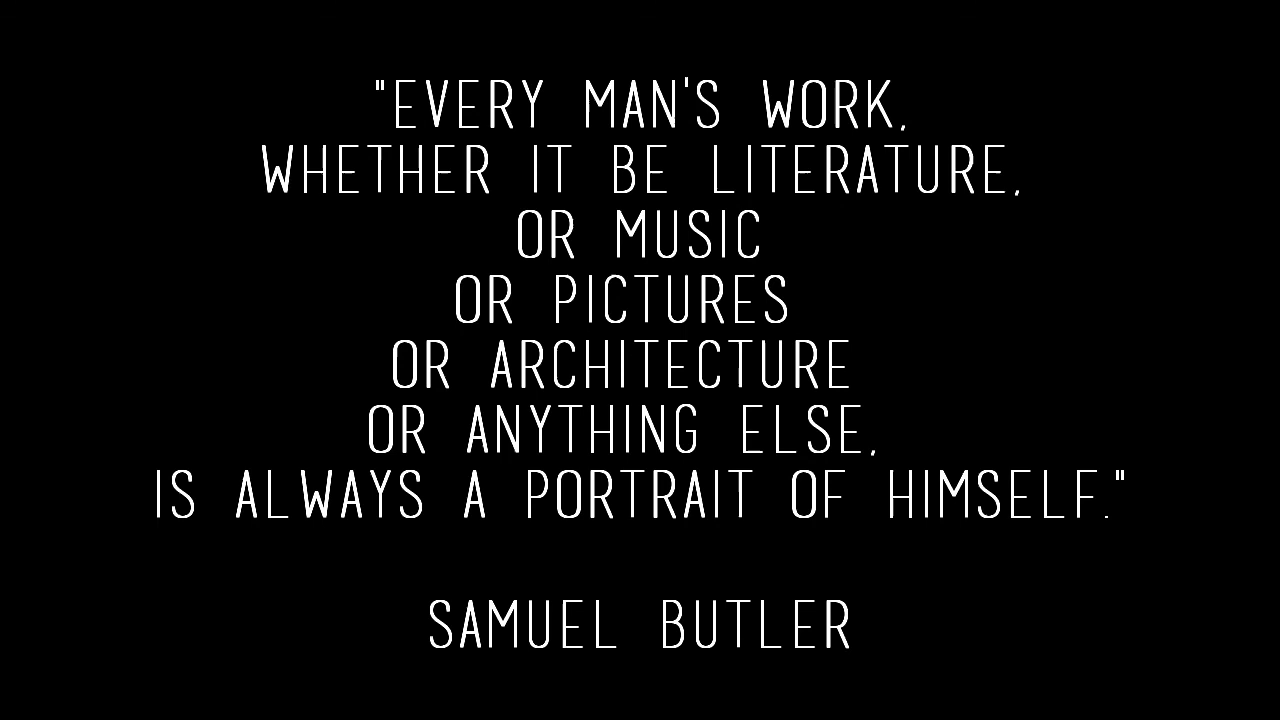 "EVERY MAN'S WORK,
WHETHER IT BE LITERATURE,
OR MUSIC
OR PICTURES
OR ARCHITECTURE
OR ANYTHING ELSE,
IS ALWAYS A PORTRAIT OF HIMSELF."
SAMUEL BUTLER